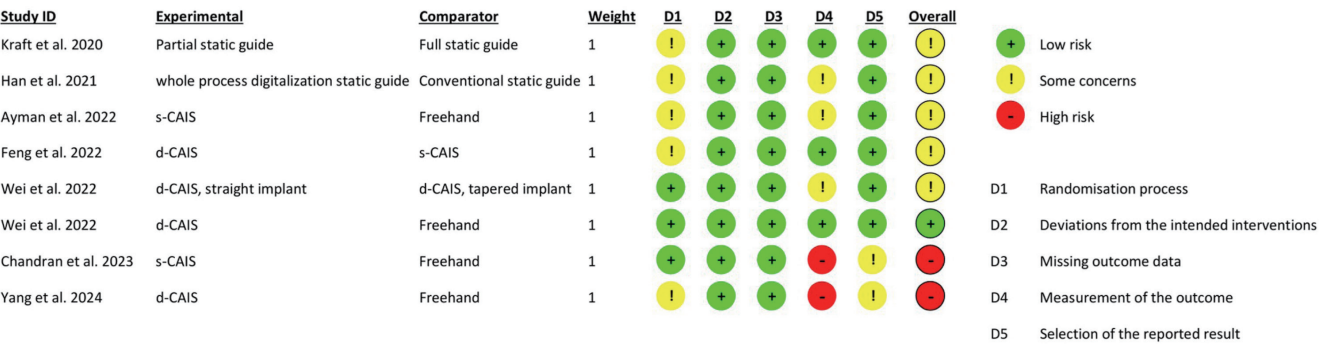 Study ID Experimental Comparator Weight D1 D2 D3 D4 D5 Overall
Kraft et al. 2020 Partial static guide Full static guide 1 ! + + + + ! + Low risk
Han et al. 2021 whole process digitalization static guide Conventional static guide 1 ! + + ! + ! ! Some concerns
Ayman et al. 2022 s-CAIS Freehand 1 ! + + ! + ! - High risk
Feng et al. 2022 d-CAIS s-CAIS 1 ! + + + + !
Wei et al. 2022 d-CAIS, straight implant d-CAIS, tapered implant 1 + + + ! + ! D1 Randomisation process
Wei et al. 2022 d-CAIS Freehand 1 + + + + + + D2 Deviations from the intended interventions
Chandran et al. 2023 s-CAIS Freehand 1 + + + - ! - D3 Missing outcome data
Yang et al. 2024 d-CAIS Freehand 1 ! + + - ! - D4 Measurement of the outcome
D5 Selection of the reported result